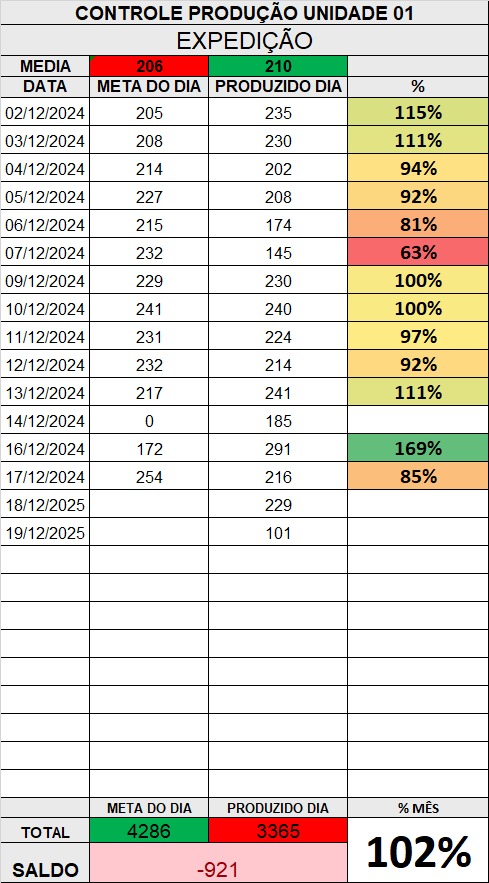 CONTROLE PRODUÇÃO UNIDADE 01
EXPEDIÇÃO
MEDIA 206 210
DATA META DO DIA PRODUZIDO DIA %
02/12/2024 205 235 115%
03/12/2024 208 230 111%
04/12/2024 214 202 94%
05/12/2024 227 208 92%
06/12/2024 215 174 81%
07/12/2024 232 145 63%
09/12/2024 229 230 100%
10/12/2024 241 240 100%
11/12/2024 231 224 97%
12/12/2024 232 214 92%
13/12/2024 217 241 111%
14/12/2024 0 185
16/12/2024 172 291 169%
17/12/2024 254 216 85%
18/12/2025 229
19/12/2025 101
META DO DIA PRODUZIDO DIA % MÊS
TOTAL 4286 3365 102%
SALDO -921